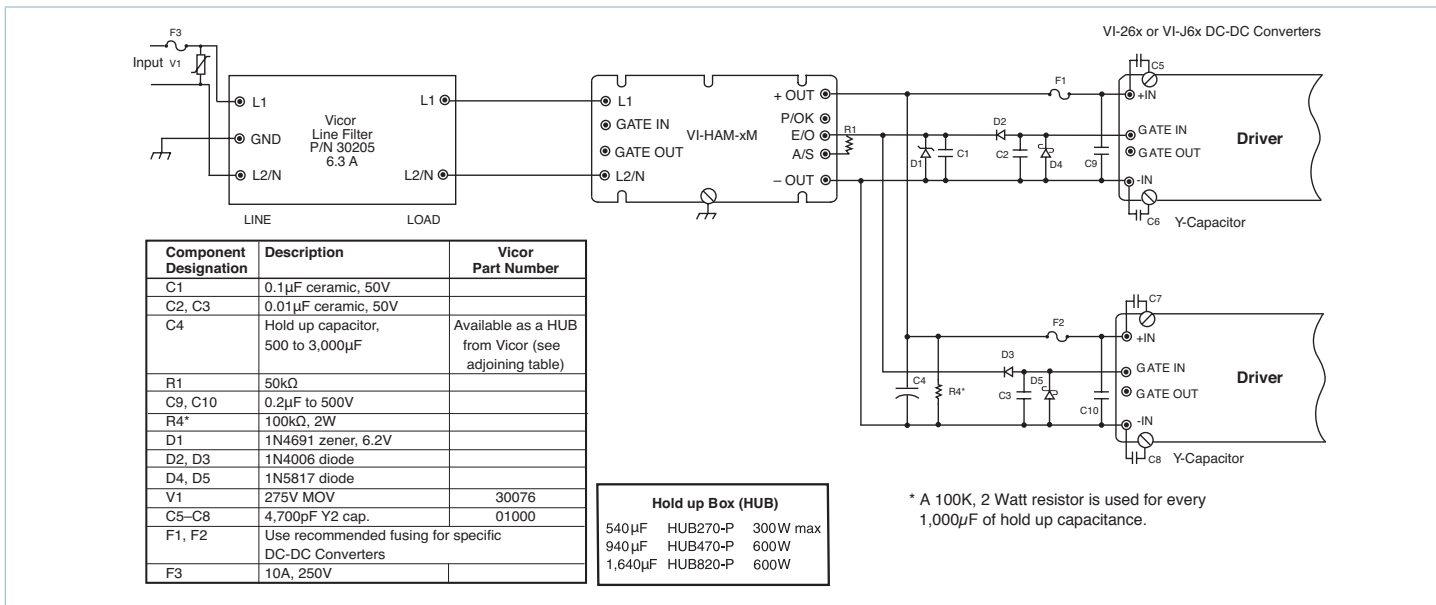 VI-26x or VI-J6x DC-DC Converters
F3
Input V1
L1
GND
L2/N
Vicor
Line Filter
P/N 30205
6.3 A
L1
L2/N
LINE
LOAD
L1
GATE IN
GATE OUT
L2/N
VI-HAM-xM
+ OUT
P/OK
E/O
A/S
– OUT
R1
D1
C1
D2
C2
D4
F1
C9
C5
+IN
GATE IN
GATE OUT
-IN
Driver
C6
Y-Capacitor
C4
R4*
D3
C3
D5
F2
C10
C7
+IN
GATE IN
GATE OUT
-IN
Driver
C8
Y-Capacitor
Component Designation Description Vicor Part Number
C1 0.1µF ceramic, 50V
C2, C3 0.01µF ceramic, 50V
C4 Hold up capacitor, 500 to 3,000µF Available as a HUB from Vicor (see adjoining table)
R1 50kΩ
C9, C10 0.2µF to 500V
R4* 100kΩ, 2W
D1 1N4691 zener, 6.2V
D2, D3 1N4006 diode
D4, D5 1N5817 diode
V1 275V MOV 30076
C5–C8 4,700pF Y2 cap. 01000
F1, F2 Use recommended fusing for specific DC-DC Converters
F3 10A, 250V
Hold up Box (HUB)
540µF HUB270-P 300W max
940µF HUB470-P 600W
1,640µF HUB820-P 600W
* A 100K, 2 Watt resistor is used for every
1,000µF of hold up capacitance.